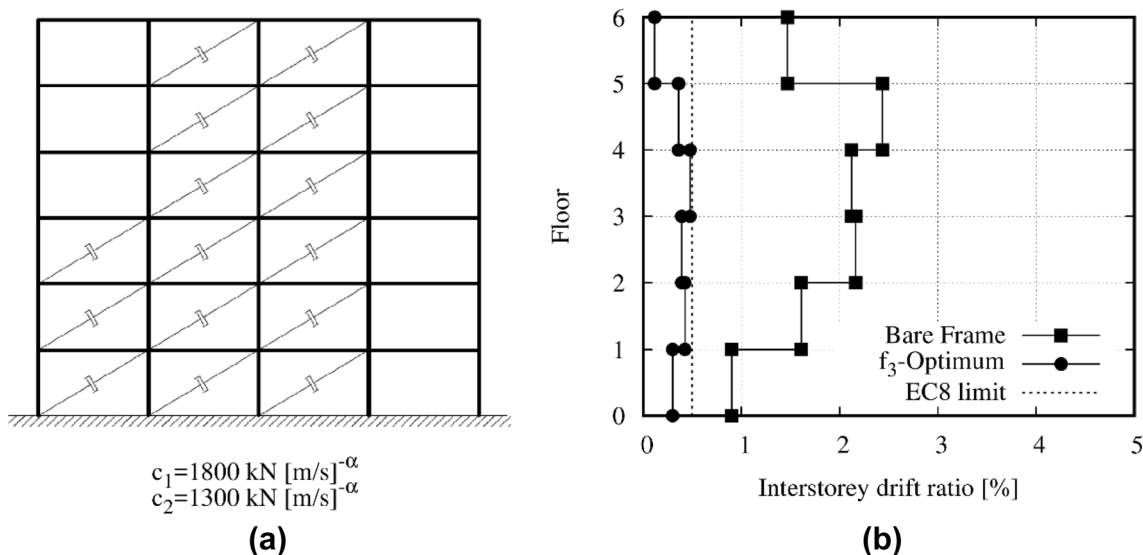 c₁=1800 kN [m/s]⁻ᵅ
c₂=1300 kN [m/s]⁻ᵅ
(a)
6
5
4
3
2
1
0
Floor
Bare Frame
f₃-Optimum
EC8 limit
0 1 2 3 4 5
Interstorey drift ratio [%]
(b)